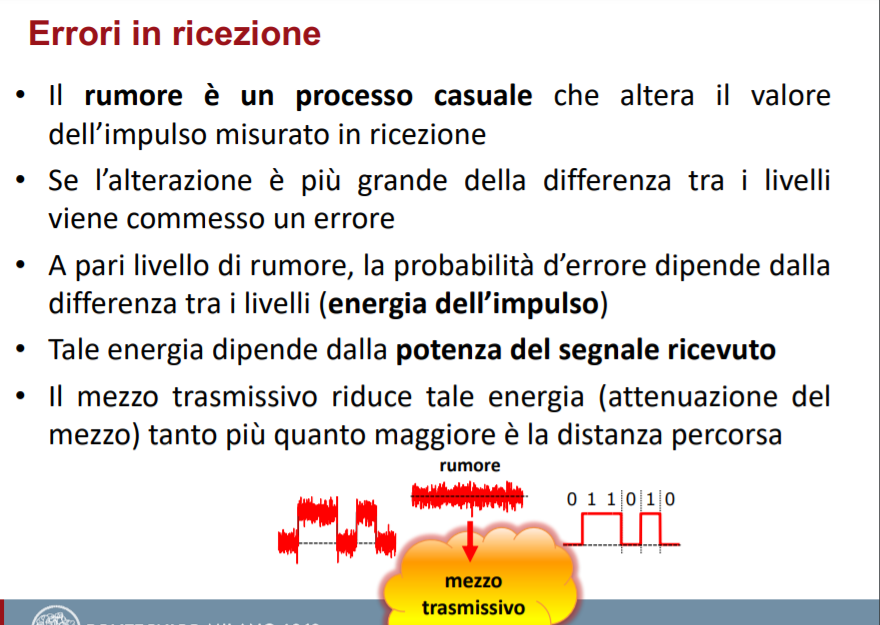 Errori in ricezione
• Il rumore è un processo casuale che altera il valore
dell’impulso misurato in ricezione
• Se l’alterazione è più grande della differenza tra i livelli
viene commesso un errore
• A pari livello di rumore, la probabilità d’errore dipende dalla
differenza tra i livelli (energia dell’impulso)
• Tale energia dipende dalla potenza del segnale ricevuto
• Il mezzo trasmissivo riduce tale energia (attenuazione del
mezzo) tanto più quanto maggiore è la distanza percorsa
rumore
0 1 1 0 1 0
mezzo
trasmissivo